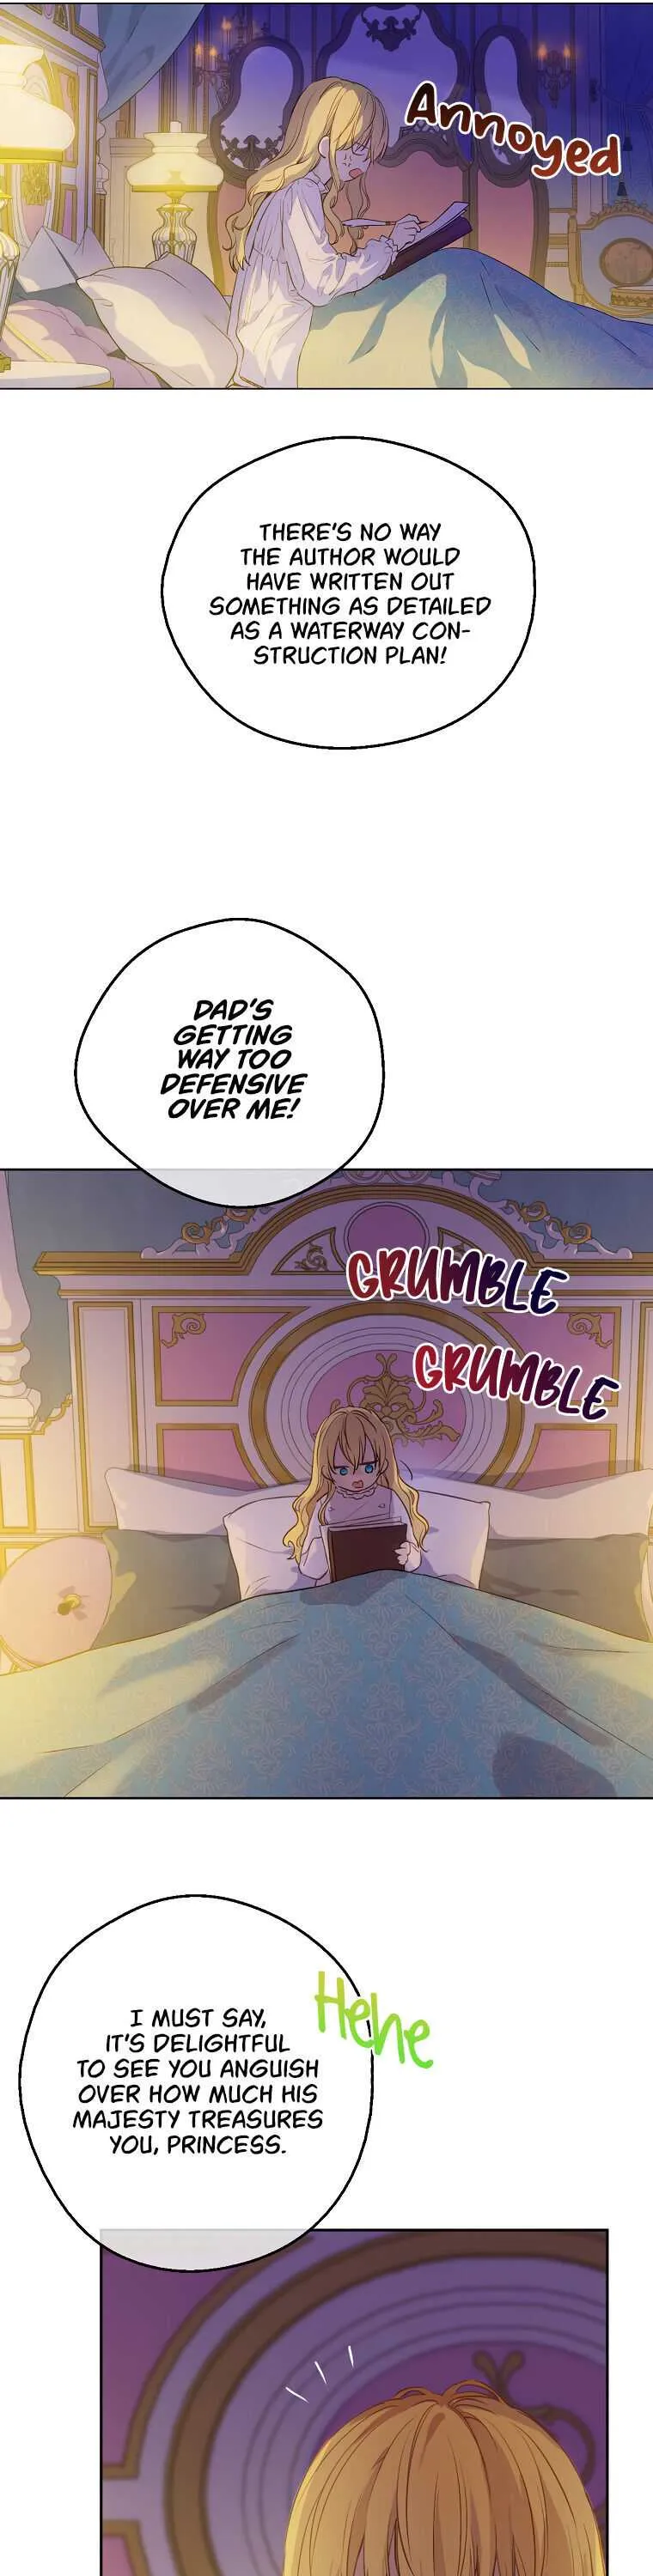 Annoyed
THERE'S NO WAY
THE AUTHOR WOULD
HAVE WRITTEN OUT
SOMETHING AS DETAILED
AS A WATERWAY CON-
STRUCTION PLAN!
DAD'S
GETTING
WAY TOO
DEFENSIVE
OVER ME!
GRUMBLE
GRUMBLE
Hehe
I MUST SAY,
IT'S DELIGHTFUL
TO SEE YOU ANGUISH
OVER HOW MUCH HIS
MAJESTY TREASURES
YOU, PRINCESS.